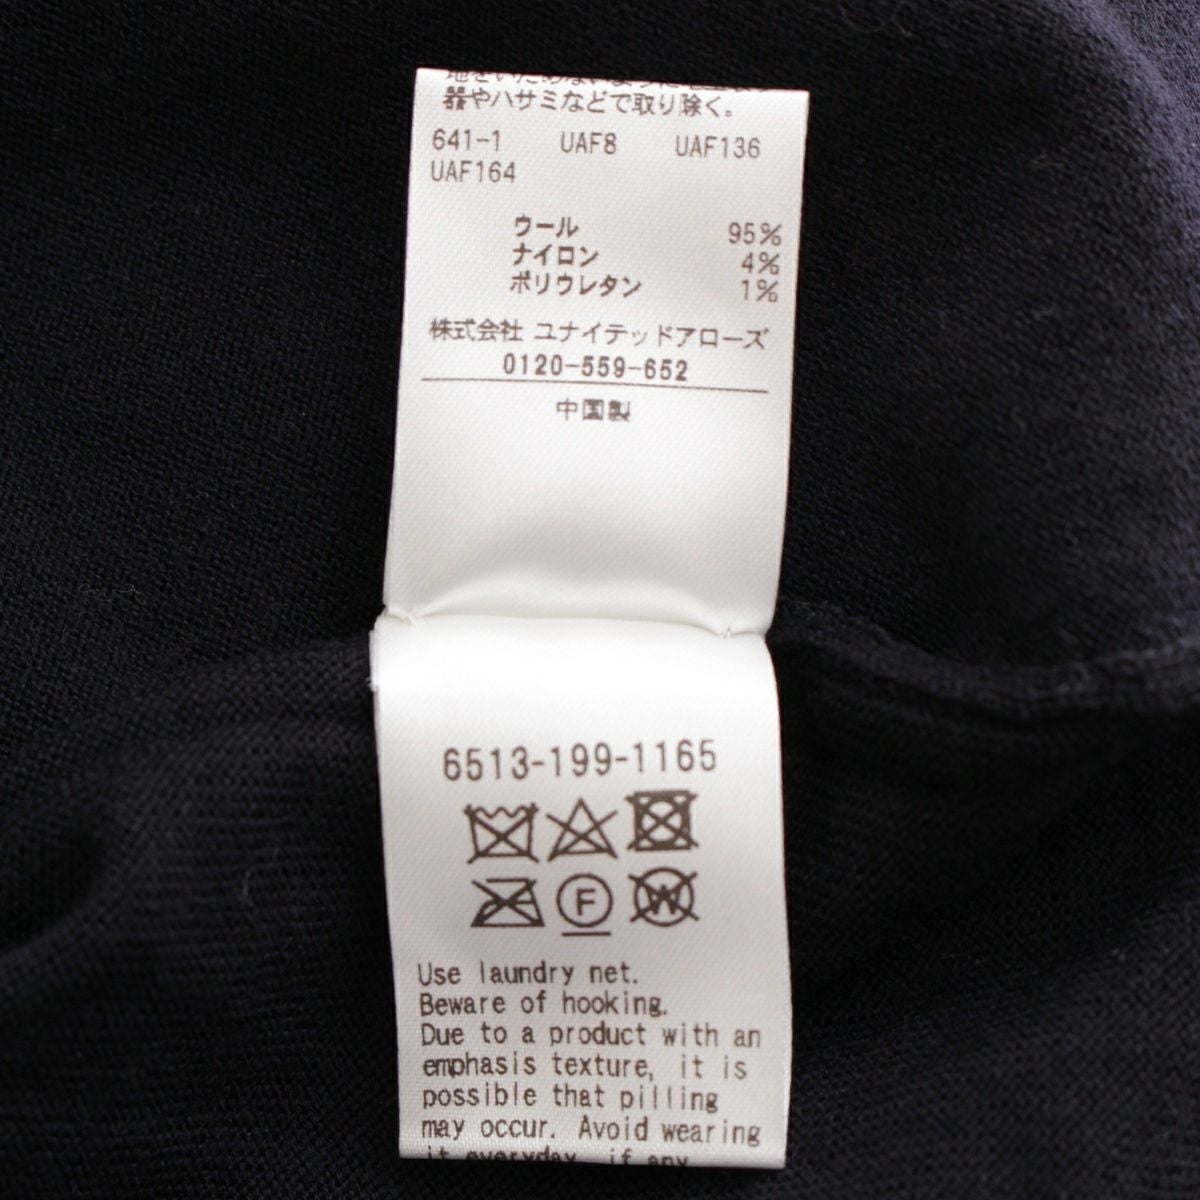 器やハサミなどで取り除く。
641-1 UAF8 UAF136
UAF164
ウール 95%
ナイロン 4%
ポリウレタン 1%
株式会社 ユナイテッドアローズ
0120-559-652
中国製
6513-199-1165
F W
Use laundry net.
Beware of hooking.
Due to a product with an
emphasis texture, it is
possible that pilling
may occur. Avoid wearing
it everyday, if any